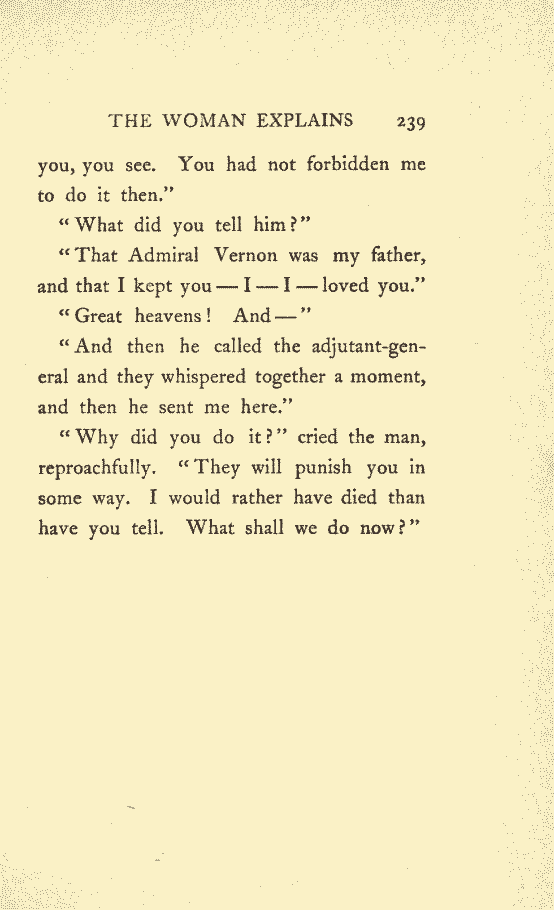 THE WOMAN EXPLAINS 239
you, you see. You had not forbidden me
to do it then."
"What did you tell him?"
"That Admiral Vernon was my father,
and that I kept you — I — I — loved you."
"Great heavens! And — "
"And then he called the adjutant-gen-
eral and they whispered together a moment,
and then he sent me here."
"Why did you do it?" cried the man,
reproachfully. "They will punish you in
some way. I would rather have died than
have you tell. What shall we do now?"